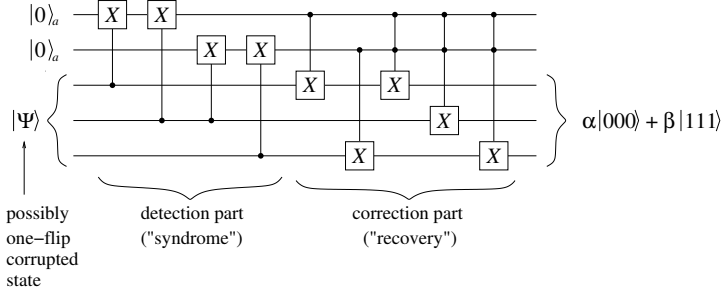 |0⟩a X X
|0⟩a X X
X X
|Ψ⟩ X α|000⟩ + β|111⟩
X X
possibly
one−flip
corrupted
state
detection part
("syndrome")
correction part
("recovery")